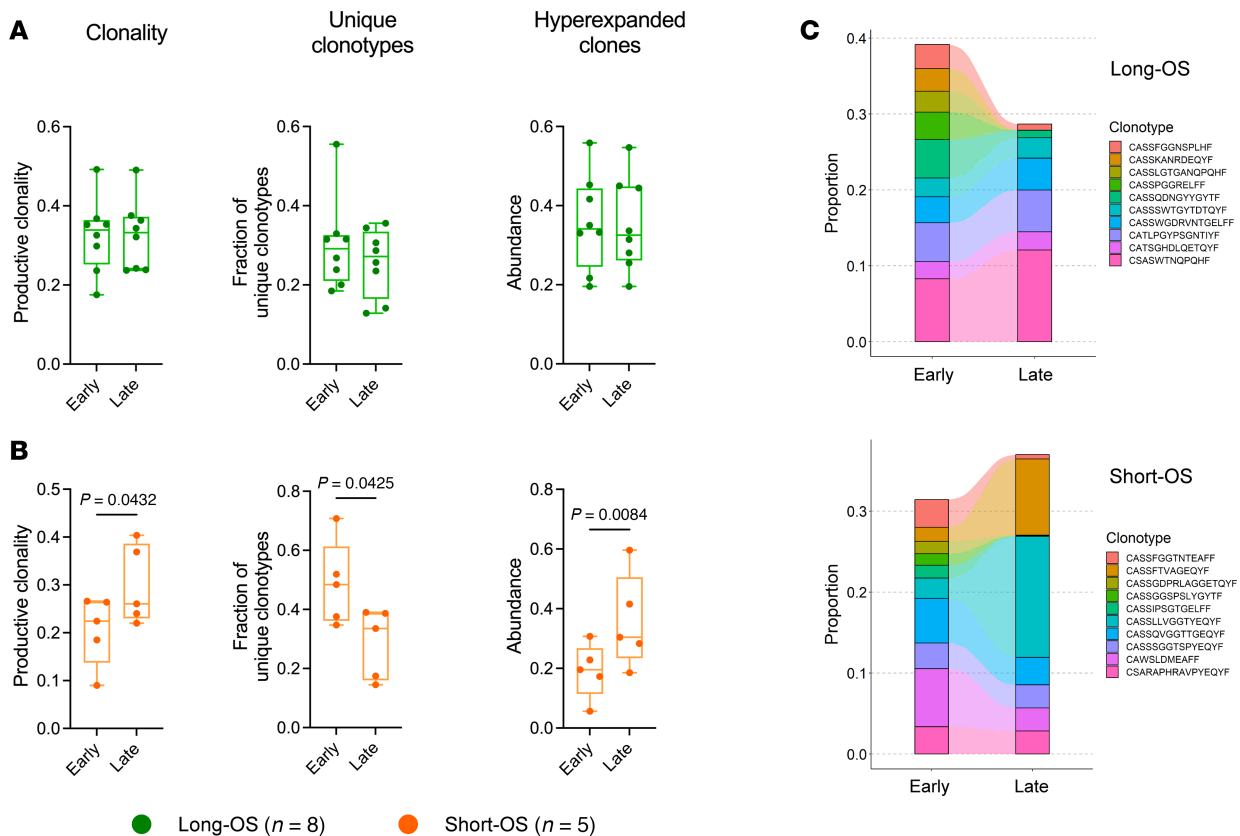 A
Clonality
Unique
clonotypes
Hyperexpanded
clones
Productive clonality
0.6
0.4
0.2
0.0
Early
Late
Fraction of
unique clonotypes
0.6
0.4
0.2
0.0
Early
Late
Abundance
0.6
0.4
0.2
0.0
Early
Late
B
Productive clonality
0.5
0.4
0.3
0.2
0.1
0.0
P = 0.0432
Early
Late
Fraction of
unique clonotypes
0.8
0.6
0.4
0.2
0.0
P = 0.0425
Early
Late
Abundance
0.8
0.6
0.4
0.2
0.0
P = 0.0084
Early
Late
Long-OS (n = 8)
Short-OS (n = 5)
C
Proportion
0.4
0.3
0.2
0.1
0.0
Early
Late
Long-OS
Clonotype
CASSFGGNSPLHF
CASSKANRDEQYF
CASSLGTGANQPQHF
CASSPGGRELFF
CASSQDNGYYGYTF
CASSSWTGYTDTQYF
CASSWGDRVNTGELFF
CATLPGYPSGNTIYF
CATSGHDLQETQYF
CSASWTNQPQHF
Proportion
0.3
0.2
0.1
0.0
Early
Late
Short-OS
Clonotype
CASSFGGTNTEAFF
CASSFTVAGEQYF
CASSGDPRLAGGETQYF
CASSGGSPSLYGYTF
CASSIPSGTGELFF
CASSLLVGGTYEQYF
CASSQVGGTTGEQYF
CASSSGGTSPYEQYF
CAWSLDMEAFF
CSARAPHRAVPYEQYF